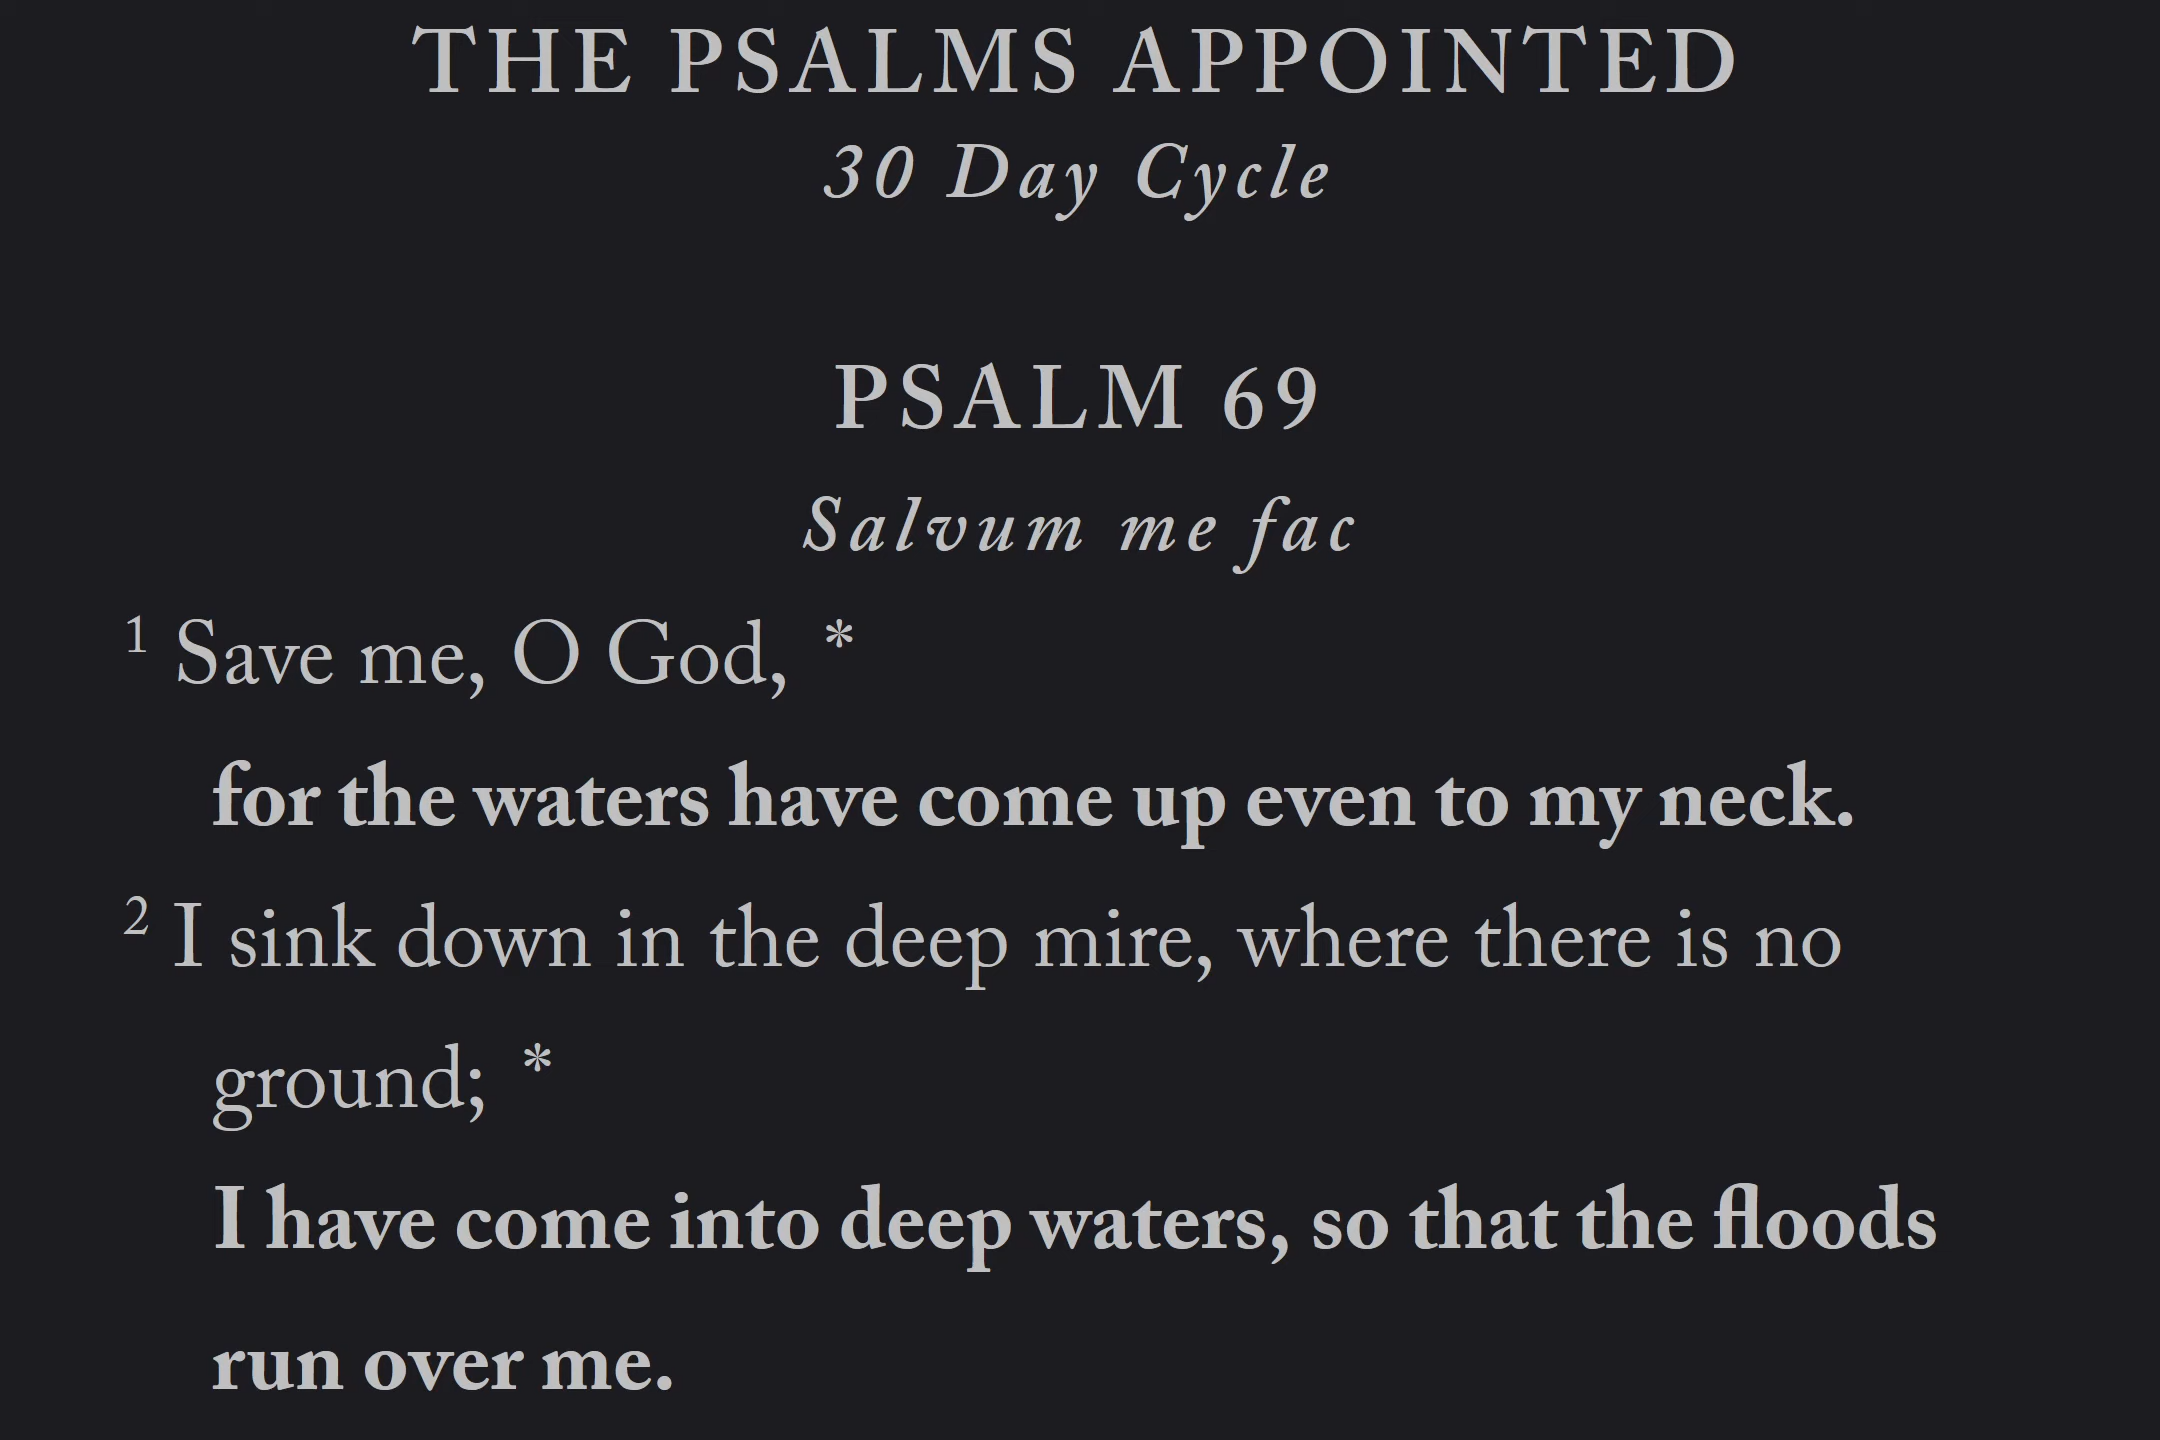 THE PSALMS APPOINTED
30 Day Cycle
PSALM 69
Salvum me fac
1 Save me, O God, *
for the waters have come up even to my neck.
2 I sink down in the deep mire, where there is no
ground; *
I have come into deep waters, so that the floods
run over me.